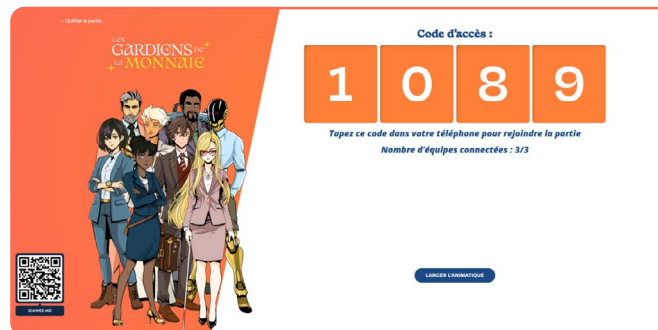 < Quitter la partie
LES
GARDIENS DE
LA MONNAIE
SCANNEZ-MOI
Code d'accès :
1 0 8 9
Tapez ce code dans votre téléphone pour rejoindre la partie
Nombre d'équipes connectées : 3/3
LANCER L'ANIMATIQUE